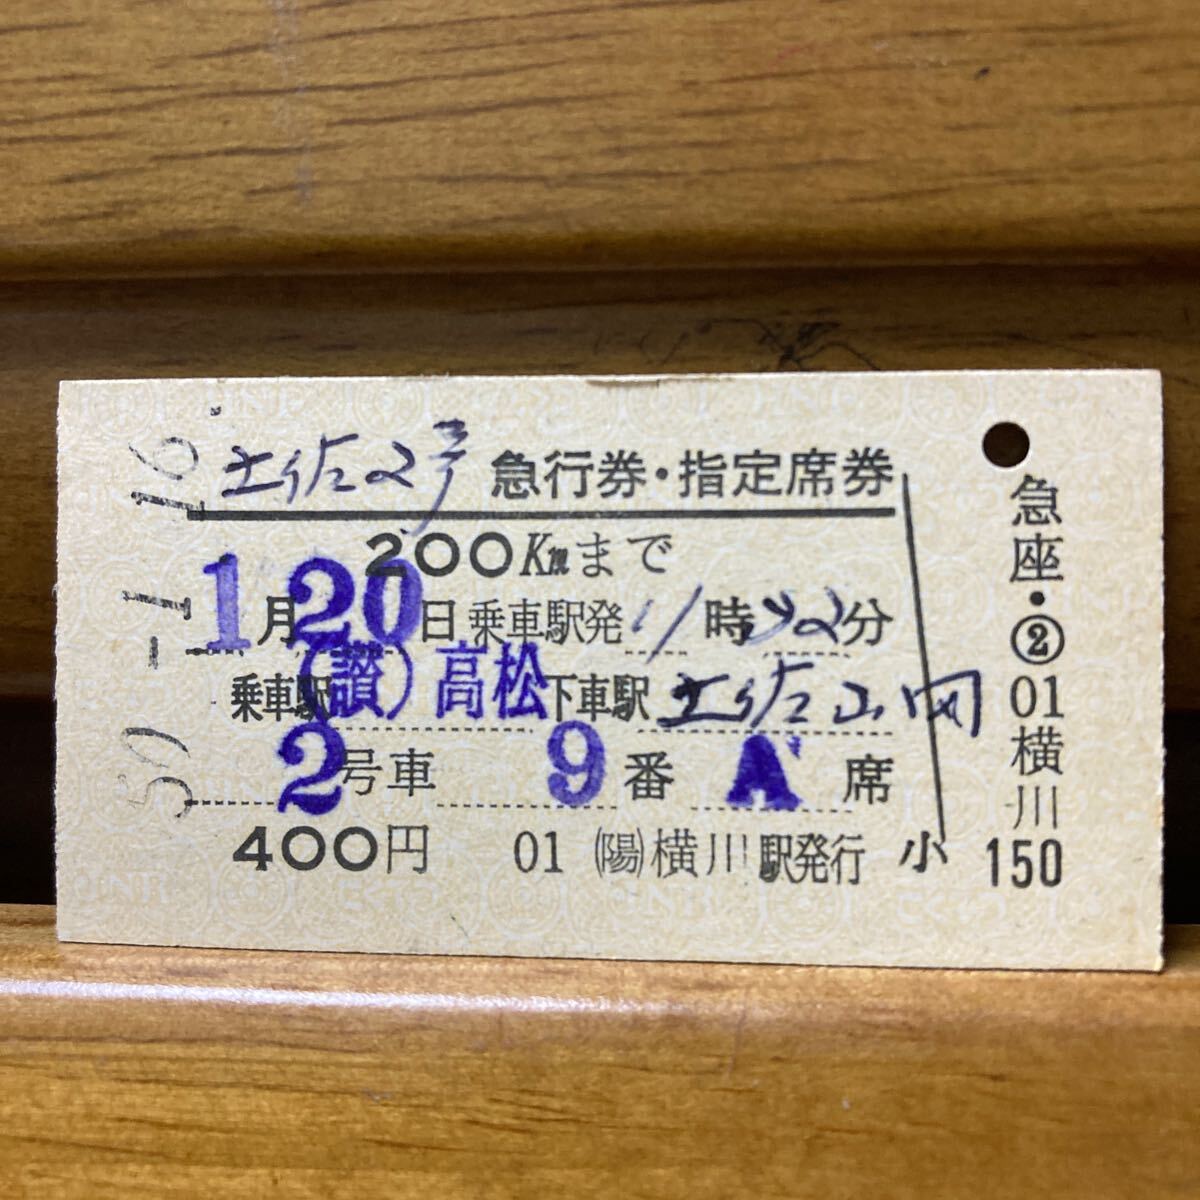 50.-1.16
土佐2号 急行券・指定席券
200Kmまで
1月20日 乗車駅発11時32分
乗車駅(讃)高松 下車駅 土佐山田
2号車 9番 A席
400円 01 ㈲横川駅発行 小
急座・②01横川
150